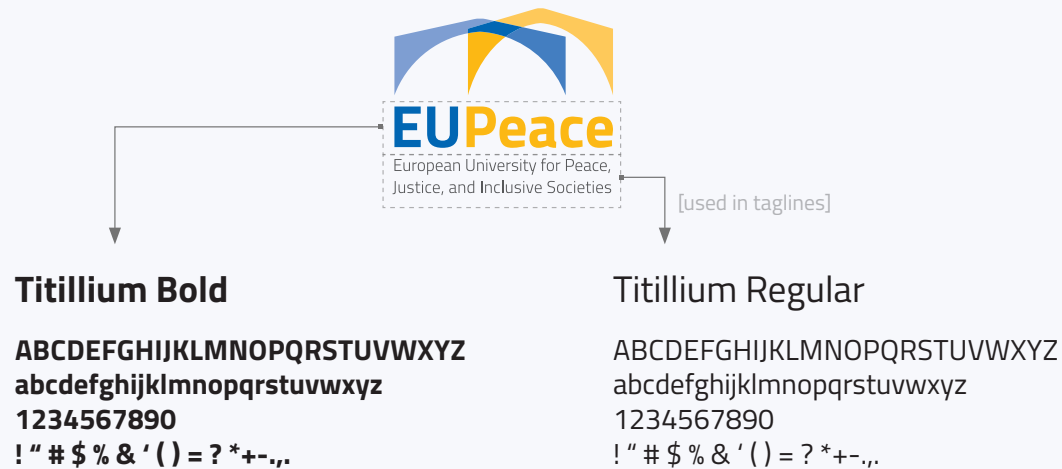 EUPeace
European University for Peace,
Justice, and Inclusive Societies
[used in taglines]
Titillium Bold
ABCDEFGHIJKLMNOPQRSTUVWXYZ
abcdefghijklmnopqrstuvwxyz
1234567890
! “ # $ % & ‘ ( ) = ? *+-.,.
Titillium Regular
ABCDEFGHIJKLMNOPQRSTUVWXYZ
abcdefghijklmnopqrstuvwxyz
1234567890
! “ # $ % & ‘ ( ) = ? *+-.,.